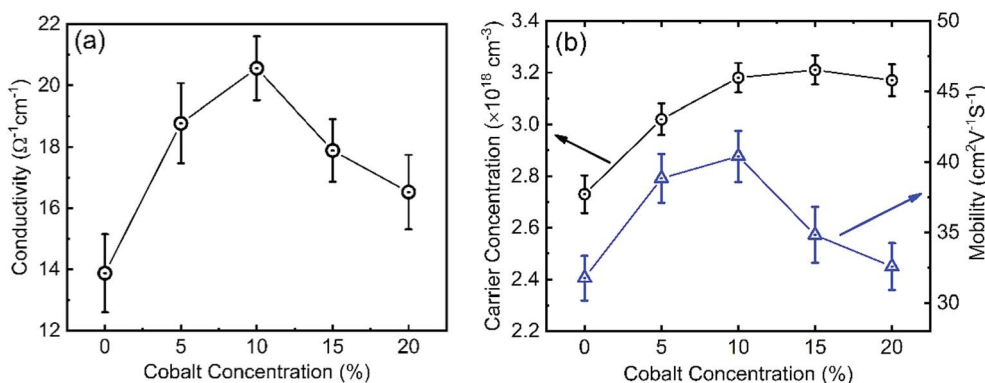 (a)
Conductivity (Ω⁻¹cm⁻¹)
22
20
18
16
14
12
0 5 10 15 20
Cobalt Concentration (%)
(b)
Carrier Concentration (×10¹⁸ cm⁻³)
3.4
3.2
3.0
2.8
2.6
2.4
2.2
0 5 10 15 20
Cobalt Concentration (%)
50
45
40
35
30
Mobility (cm²V⁻¹S⁻¹)